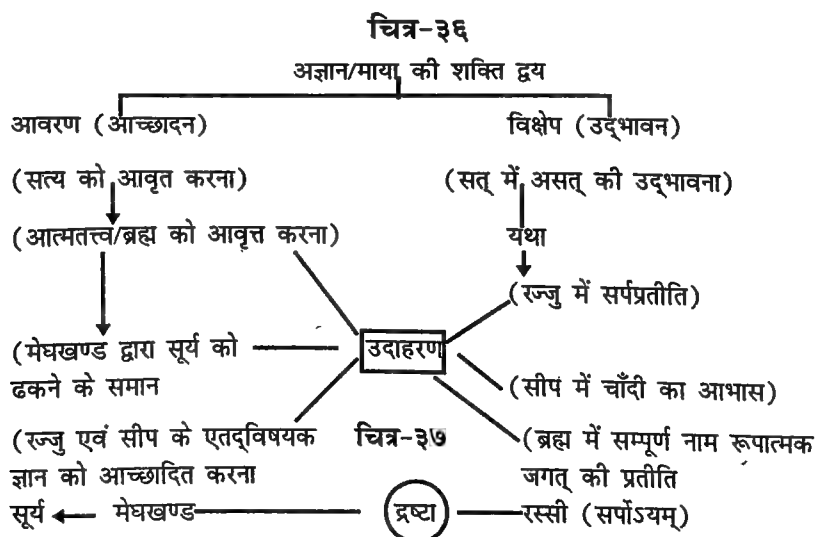 चित्र-३६
अज्ञान/माया की शक्ति द्वय
आवरण (आच्छादन)
विक्षेप (उद्‌भावन)
(सत्य को आवृत करना)
(सत् में असत् की उद्‌भावना)
(आत्मतत्त्व/ब्रह्म को आवृत्त करना)
यथा
(रज्जु में सर्पप्रतीति)
(मेघखण्ड द्वारा सूर्य को
ढकने के समान
उदाहरण
(सीप में चाँदी का आभास)
(रज्जु एवं सीप के एतद्‌विषयक
ज्ञान को आच्छादित करना
चित्र-३७
(ब्रह्म में सम्पूर्ण नाम रूपात्मक
जगत् की प्रतीति
सूर्य
मेघखण्ड
द्रष्टा
रस्सी (सर्पोऽयम्)